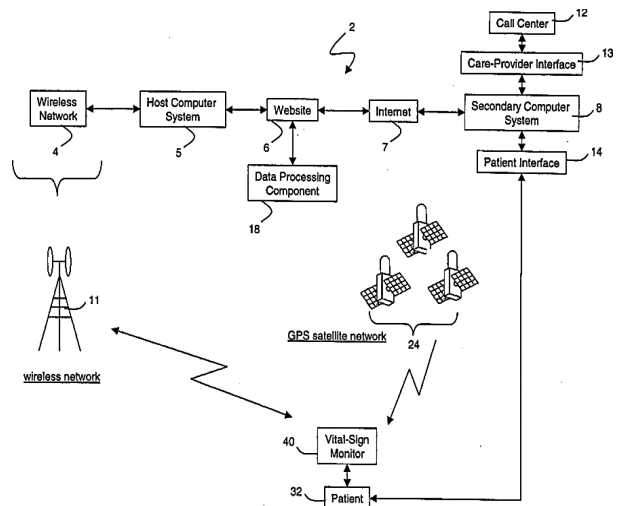 2
Call Center
12
Care-Provider Interface
13
Wireless
Network
4
Host Computer
System
5
Website
6
Internet
7
Secondary Computer
System
8
Patient Interface
14
Data Processing
Component
18
11
wireless network
GPS satellite network
24
40
Vital-Sign
Monitor
32
Patient